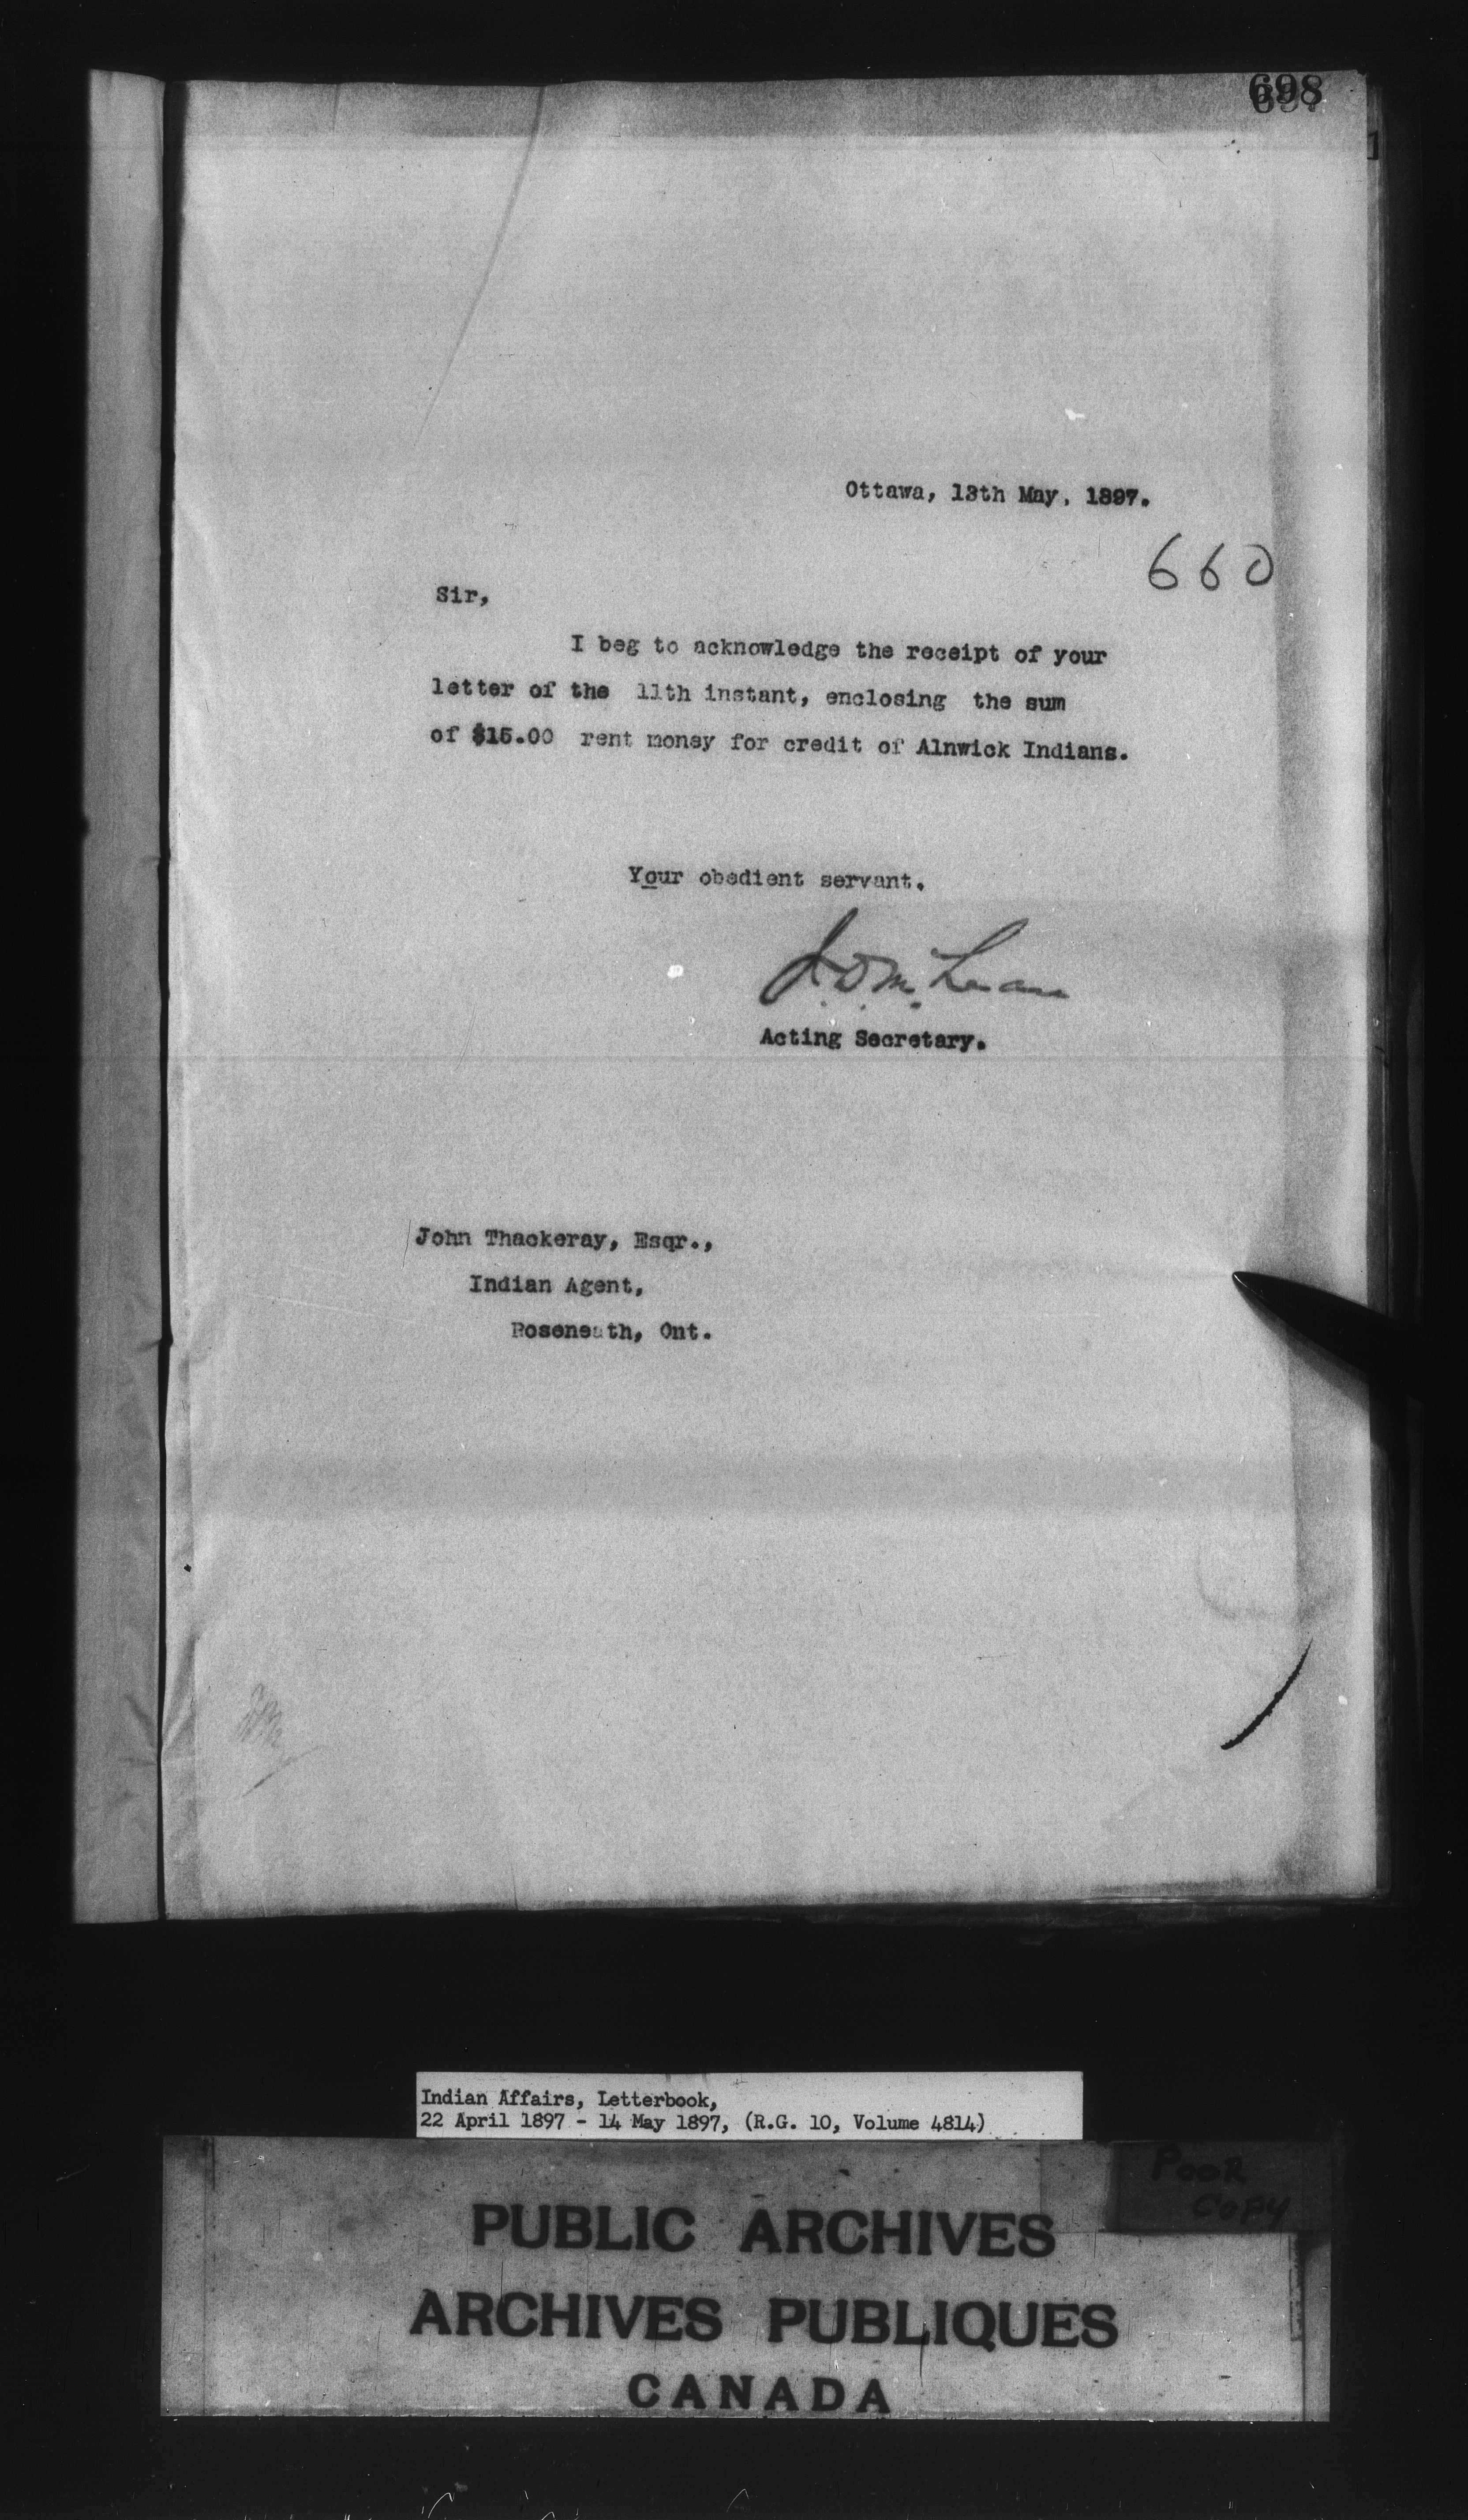 698
Ottawa, 13th May, 1897.
660
Sir,
I beg to acknowledge the receipt of your
letter of the 11th instant, enclosing the sum
of $15.00 rent money for credit of Alnwick Indians.
Your obedient servant.
J. D. McLean
Acting Secretary.
John Thackeray, Esqr.,
Indian Agent,
Roseneath, Ont.
Indian Affairs, Letterbook,
22 April 1897 - 14 May 1897, (R.G. 10, Volume 4814)
POOR
COPY
PUBLIC ARCHIVES
ARCHIVES PUBLIQUES
CANADA